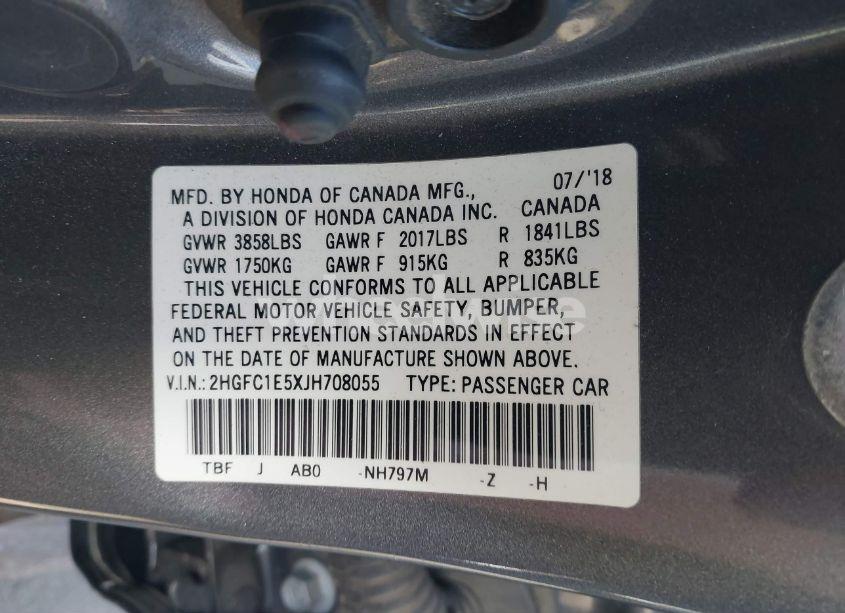 MFD. BY HONDA OF CANADA MFG., 07/'18
A DIVISION OF HONDA CANADA INC. CANADA
GVWR 3858LBS GAWR F 2017LBS R 1841LBS
GVWR 1750KG GAWR F 915KG R 835KG
THIS VEHICLE CONFORMS TO ALL APPLICABLE
FEDERAL MOTOR VEHICLE SAFETY, BUMPER,
AND THEFT PREVENTION STANDARDS IN EFFECT
ON THE DATE OF MANUFACTURE SHOWN ABOVE.
V.I.N.: 2HGFC1E5XJH708055 TYPE: PASSENGER CAR
TBF J AB0 -NH797M -Z -H